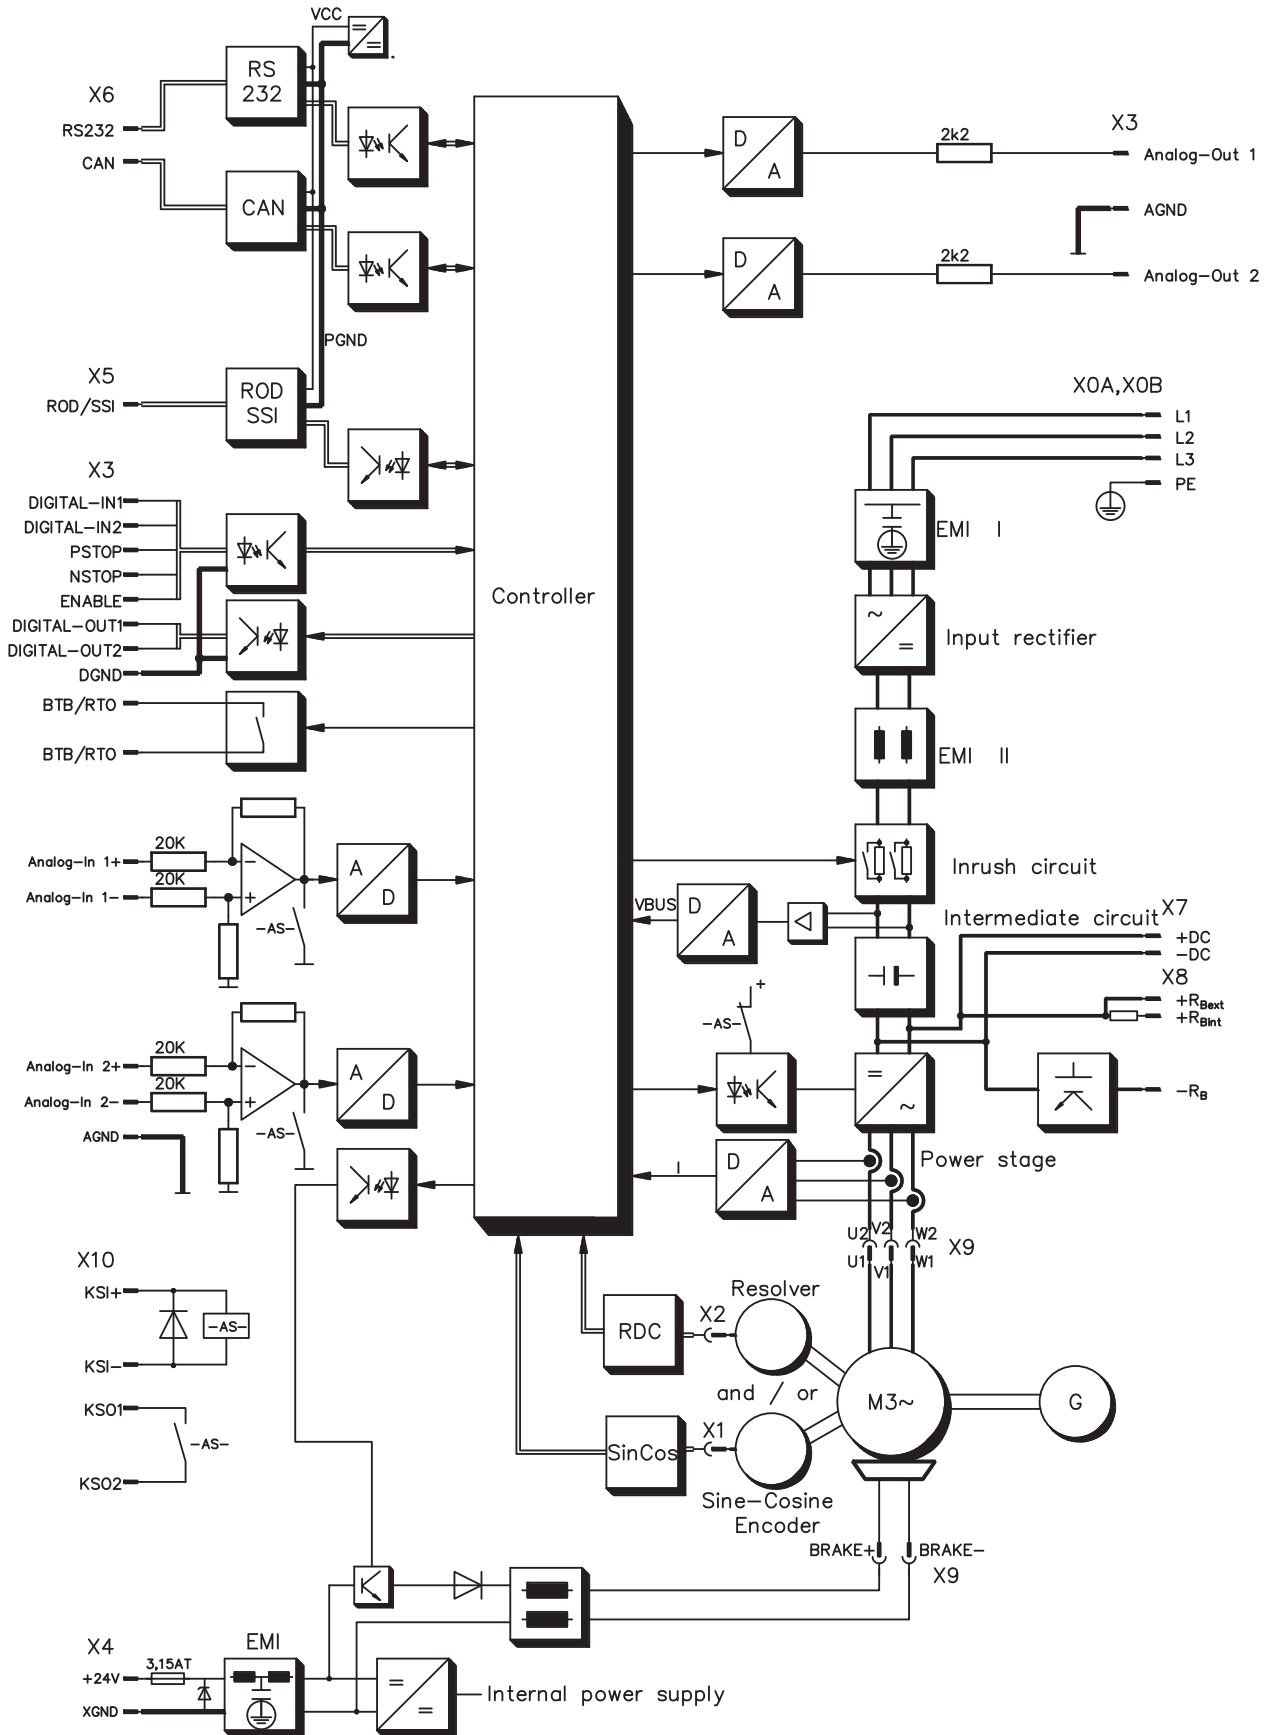 VCC
RS
232
X6
RS232
CAN
CAN
PGND
X5
ROD/SSI
ROD
SSI
X3
DIGITAL-IN1
DIGITAL-IN2
PSTOP
NSTOP
ENABLE
DIGITAL-OUT1
DIGITAL-OUT2
DGND
BTB/RTO
BTB/RTO
20K
Analog-In 1+
20K
Analog-In 1-
-AS-
A
D
20K
Analog-In 2+
20K
Analog-In 2-
AGND
-AS-
A
D
X10
KSI+
-AS-
KSI-
KSO1
-AS-
KSO2
X4
+24V
3,15AT
XGND
EMI
Internal power supply
Controller
D
A
2k2
X3
Analog-Out 1
AGND
D
A
2k2
Analog-Out 2
X0A,X0B
L1
L2
L3
PE
EMI I
Input rectifier
EMI II
Inrush circuit
VBUS
D
A
Intermediate circuit
X7
+DC
-DC
X8
+RBext
+RBint
-RB
+
-AS-
Power stage
I
D
A
U2
V2
W2
X9
U1
V1
W1
Resolver
RDC
X2
and / or
M3~
G
SinCos
X1
Sine-Cosine
Encoder
BRAKE+
BRAKE-
X9